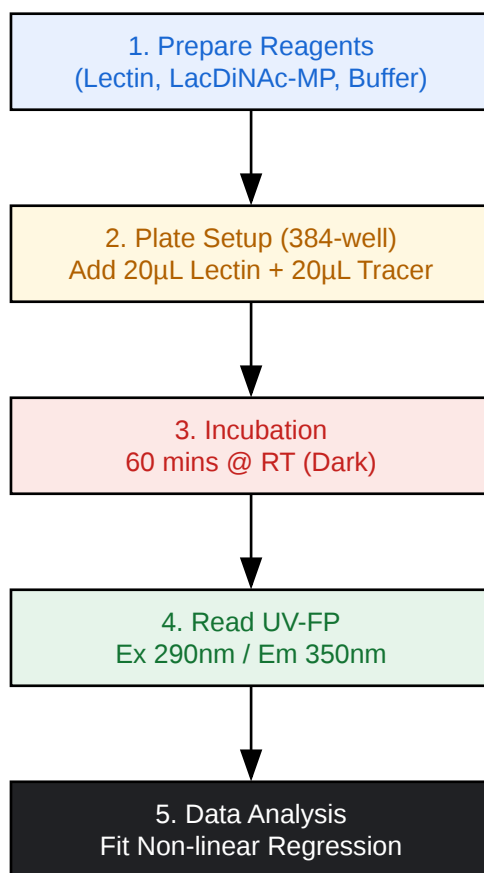 1. Prepare Reagents
(Lectin, LacDiNAc-MP, Buffer)
2. Plate Setup (384-well)
Add 20µL Lectin + 20µL Tracer
3. Incubation
60 mins @ RT (Dark)
4. Read UV-FP
Ex 290nm / Em 350nm
5. Data Analysis
Fit Non-linear Regression